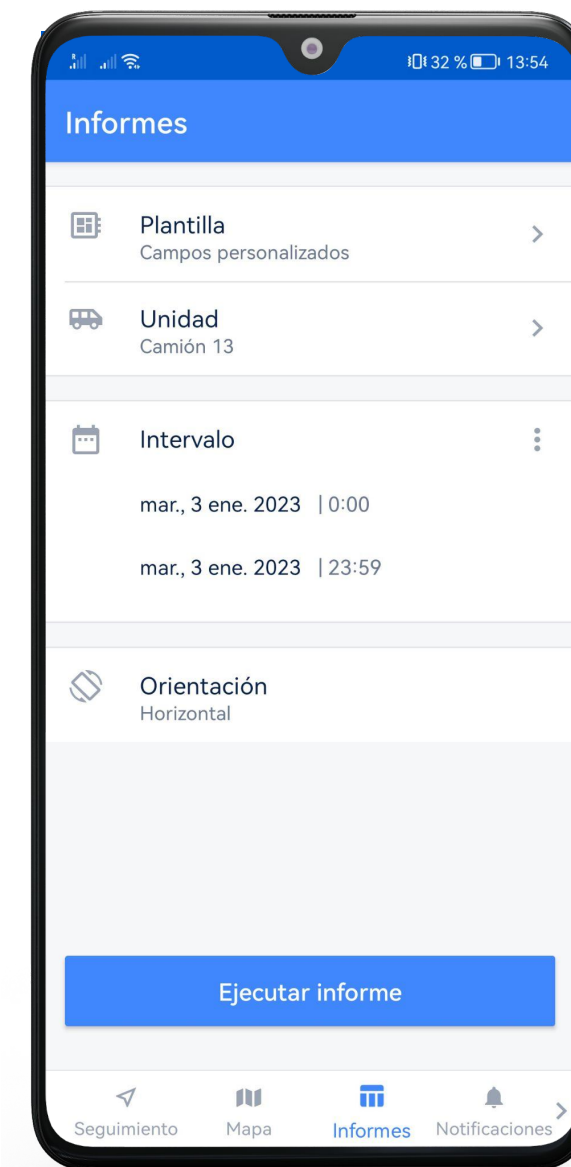 32 % 13:54
Informes
Plantilla
Campos personalizados
Unidad
Camión 13
Intervalo
mar., 3 ene. 2023 | 0:00
mar., 3 ene. 2023 | 23:59
Orientación
Horizontal
Ejecutar informe
Seguimiento Mapa Informes Notificaciones